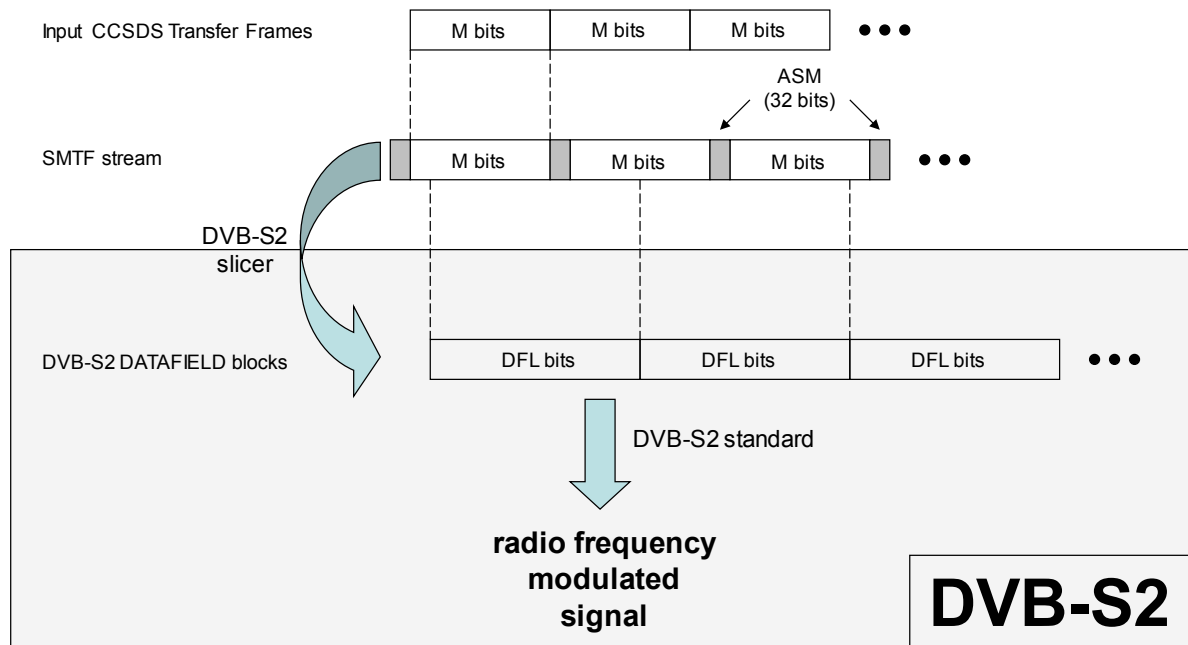 Input CCSDS Transfer Frames
M bits
M bits
M bits
ASM
(32 bits)
SMTF stream
M bits
M bits
M bits
DVB-S2
slicer
DVB-S2 DATAFIELD blocks
DFL bits
DFL bits
DFL bits
DVB-S2 standard
radio frequency
modulated
signal
DVB-S2